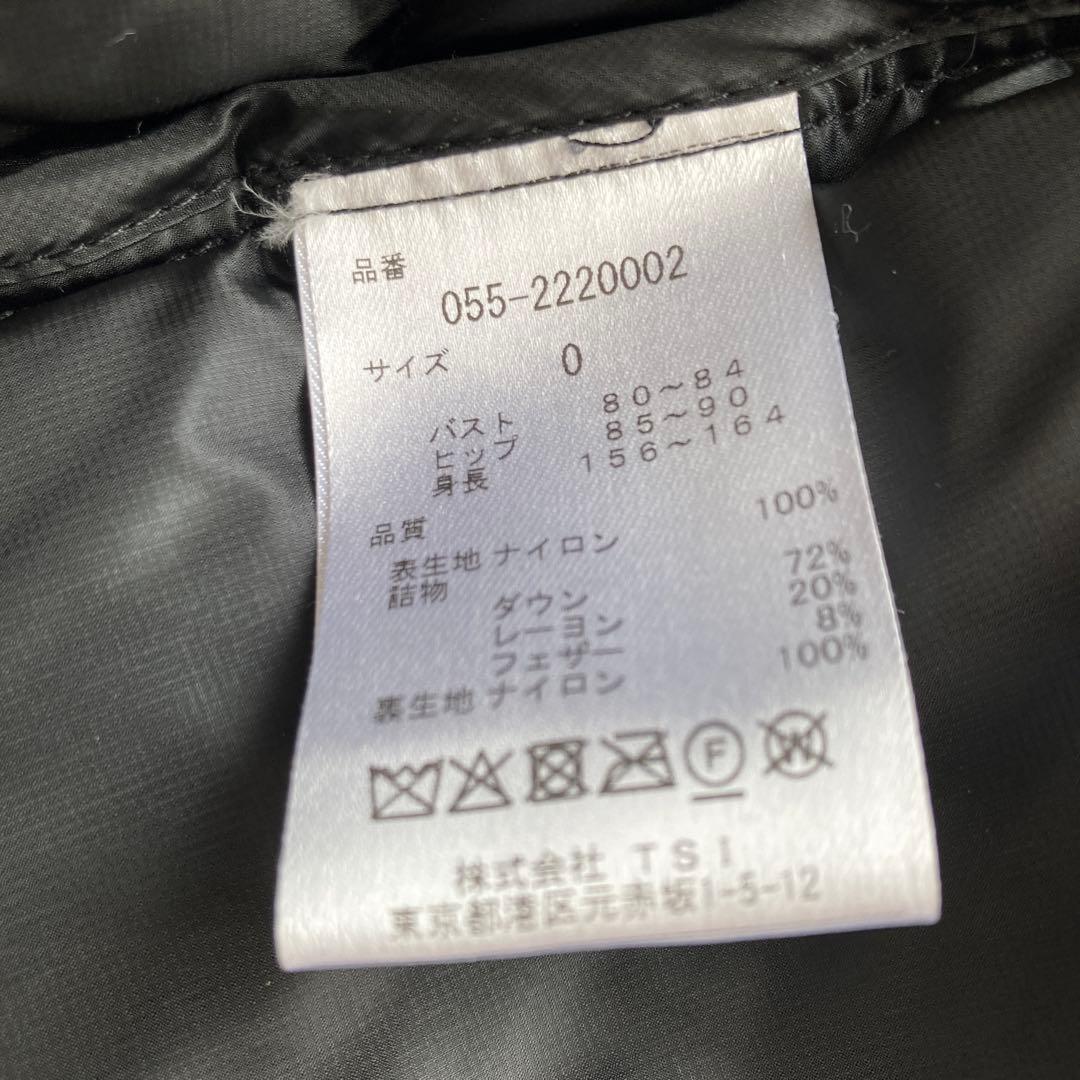 品番
055-2220002
サイズ 0
バスト 80～84
ヒップ 85～90
身長 156～164
品質
表生地 ナイロン 100%
詰物
ダウン 72%
レーヨン 20%
フェザー 8%
裏生地 ナイロン 100%
F W
株式会社 TSI
東京都港区元赤坂1-5-12